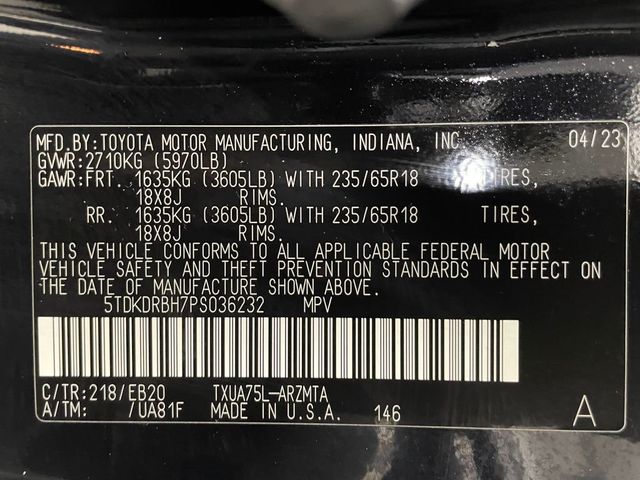 MFD.BY:TOYOTA MOTOR MANUFACTURING, INDIANA, INC 04/23
GVWR:2710KG (5970LB)
GAWR:FRT. 1635KG (3605LB) WITH 235/65R18 TIRES,
18X8J RIMS.
RR. 1635KG (3605LB) WITH 235/65R18 TIRES,
18X8J RIMS.
THIS VEHICLE CONFORMS TO ALL APPLICABLE FEDERAL MOTOR
VEHICLE SAFETY AND THEFT PREVENTION STANDARDS IN EFFECT ON
THE DATE OF MANUFACTURE SHOWN ABOVE.
5TDKDRBH7PS036232 MPV
C/TR:218/EB20 TXUA75L-ARZMTA
A/TM: /UA81F MADE IN U.S.A. 146 A